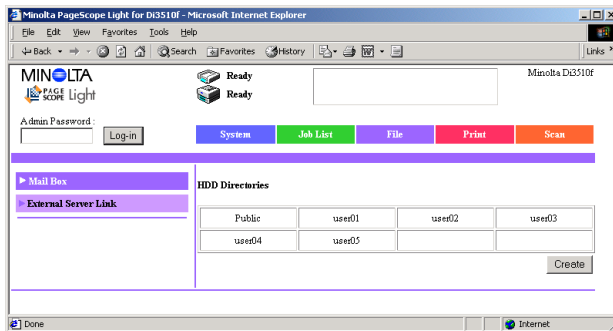 Minolta PageScope Light for Di3510f - Microsoft Internet Explorer
File Edit View Favorites Tools Help
Back Search Favorites History Links »
MINOLTA
PAGE SCOPE Light
Ready
Ready
Minolta Di3510f
Admin Password :
Log-in
System Job List File Print Scan
Mail Box
External Server Link
HDD Directories
Public user01 user02 user03
user04 user05
Create
Done Internet